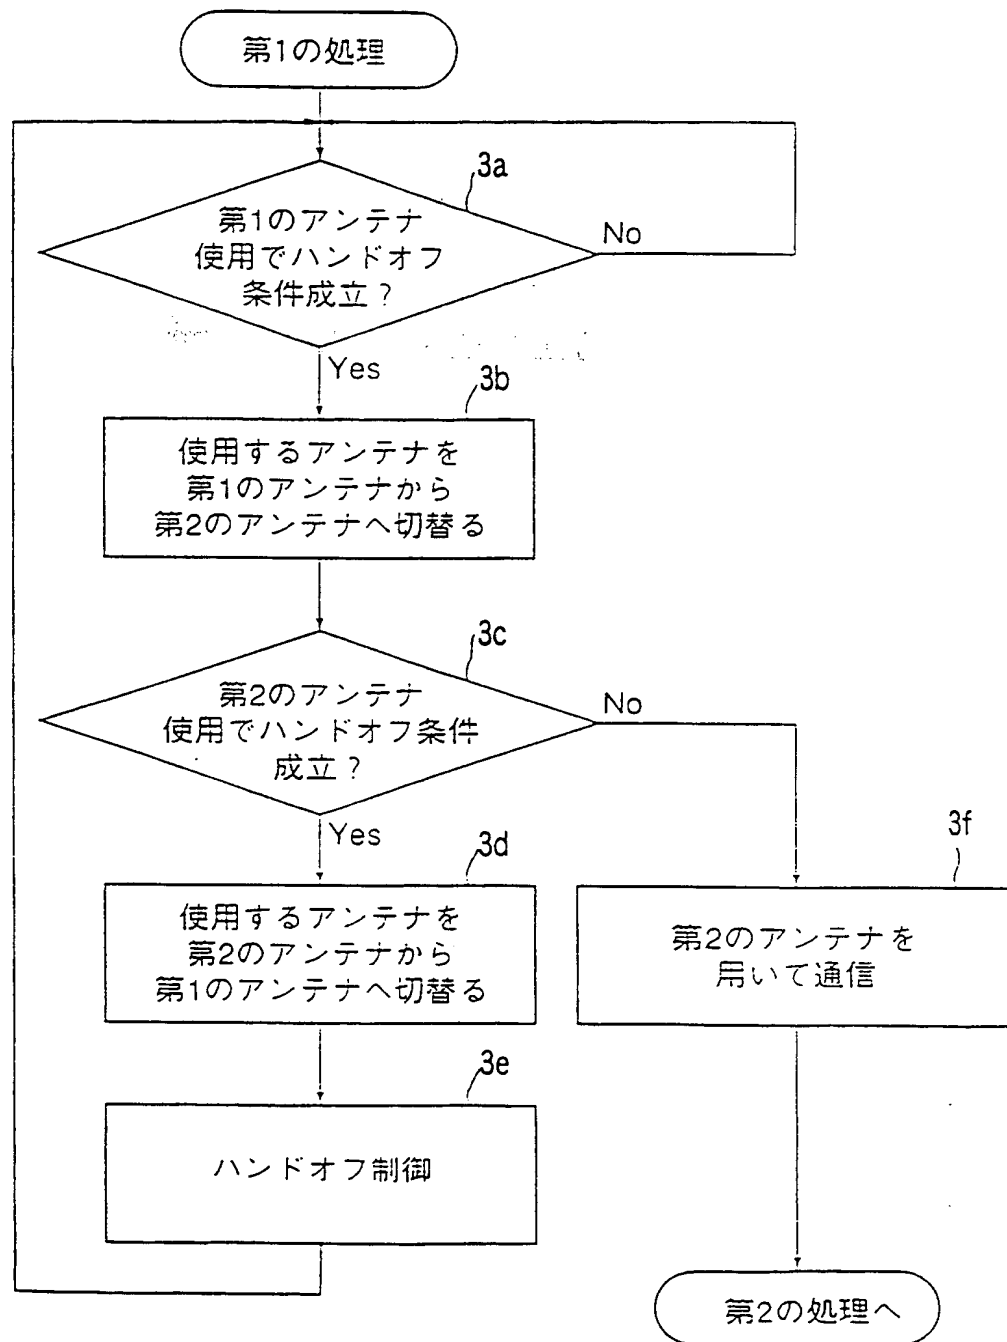 第1の処理
3a
第1のアンテナ
使用でハンドオフ
条件成立？
No
Yes
3b
使用するアンテナを
第1のアンテナから
第2のアンテナへ切替る
3c
第2のアンテナ
使用でハンドオフ条件
成立？
No
Yes
3d
使用するアンテナを
第2のアンテナから
第1のアンテナへ切替る
3e
ハンドオフ制御
3f
第2のアンテナを
用いて通信
第2の処理へ